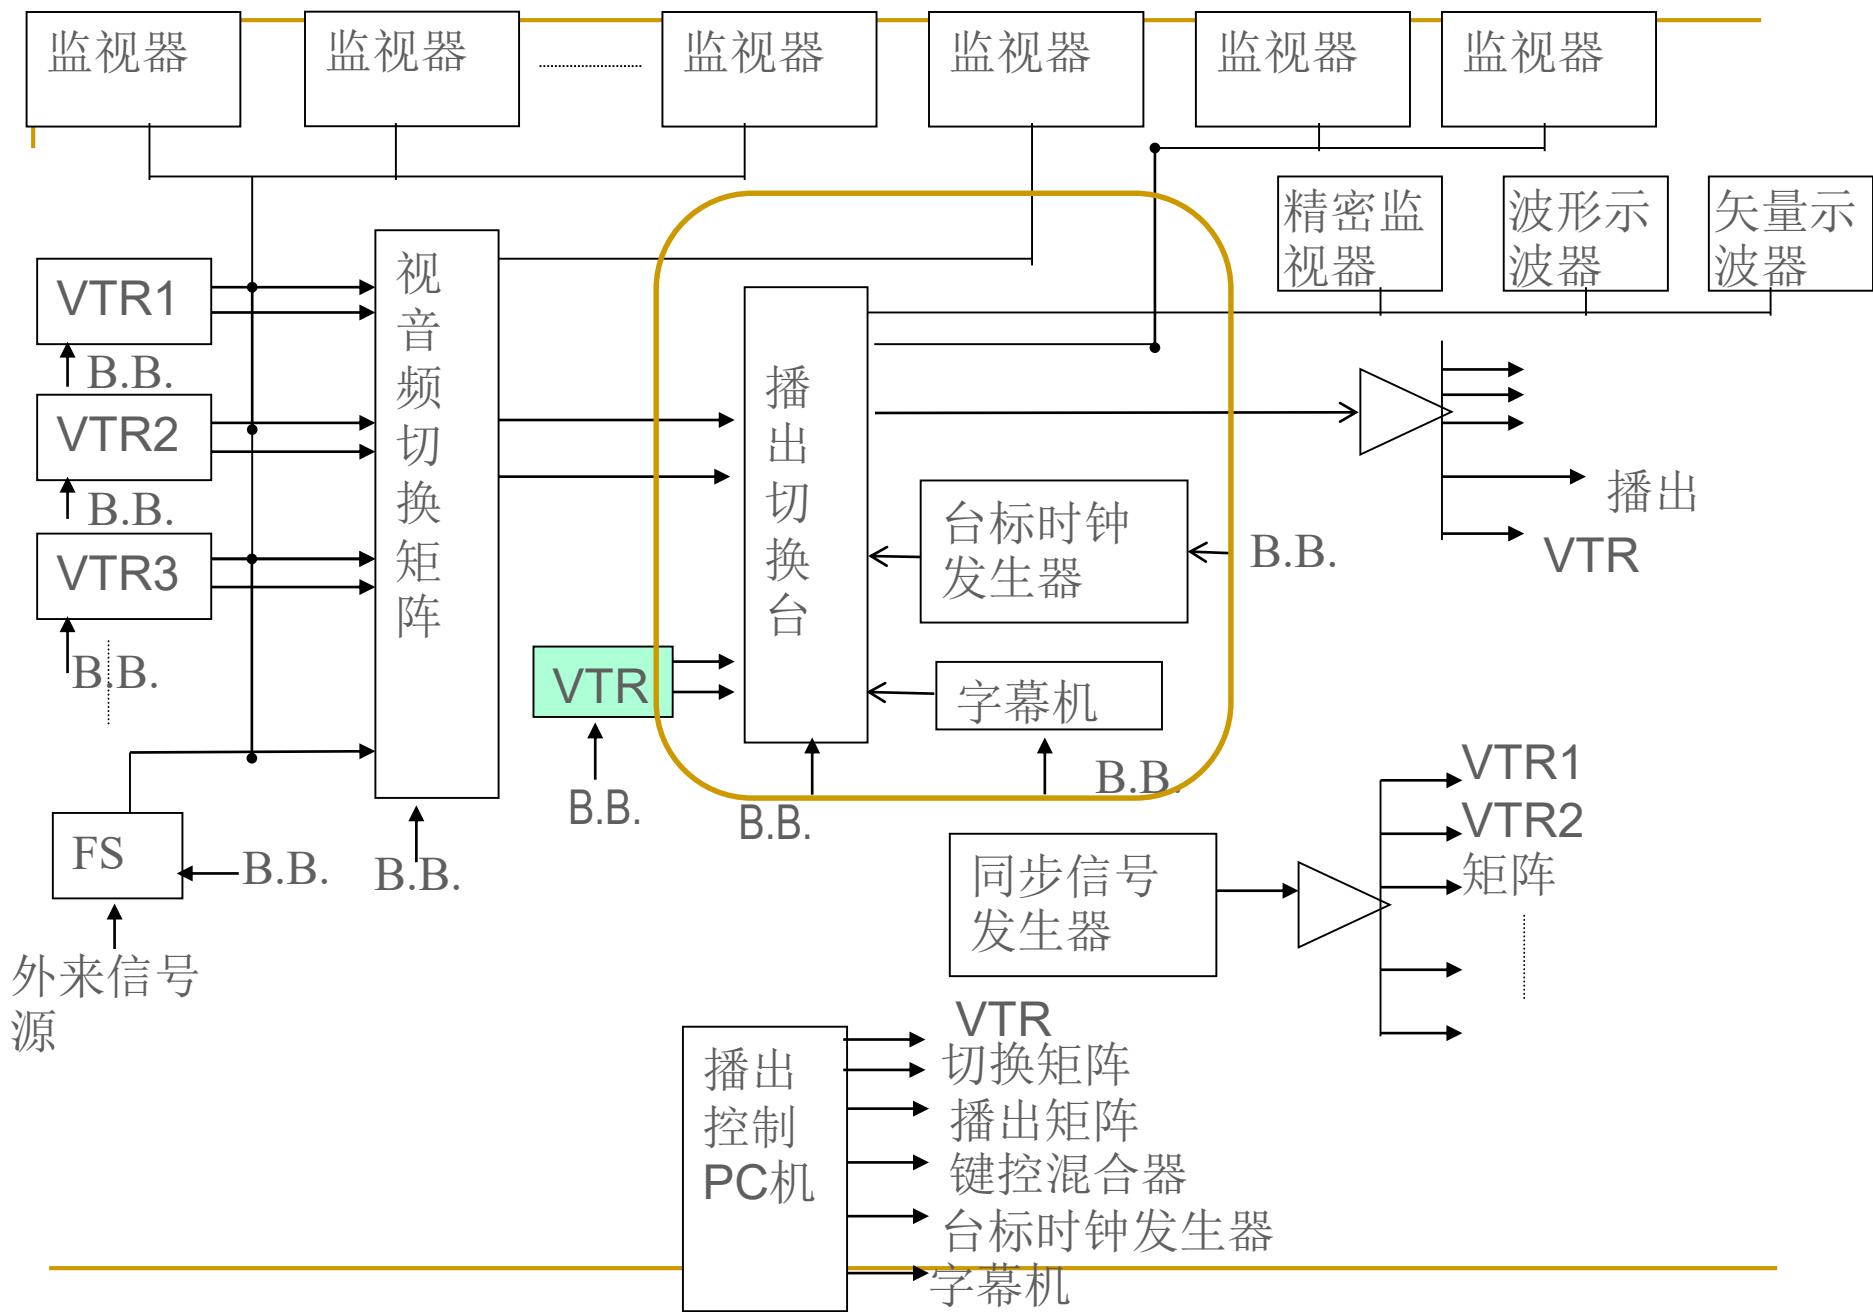 监视器
监视器
监视器
监视器
监视器
监视器
精密监
视器
波形示
波器
矢量示
波器
VTR1
B.B.
VTR2
B.B.
VTR3
B.B.
视
音
频
切
换
矩
阵
B.B.
播
出
切
换
台
B.B.
台标时钟
发生器
B.B.
字幕机
B.B.
VTR
B.B.
播出
VTR
FS
B.B.
外来信号
源
同步信号
发生器
VTR1
VTR2
矩阵
播出
控制
PC机
VTR
切换矩阵
播出矩阵
键控混合器
台标时钟发生器
字幕机